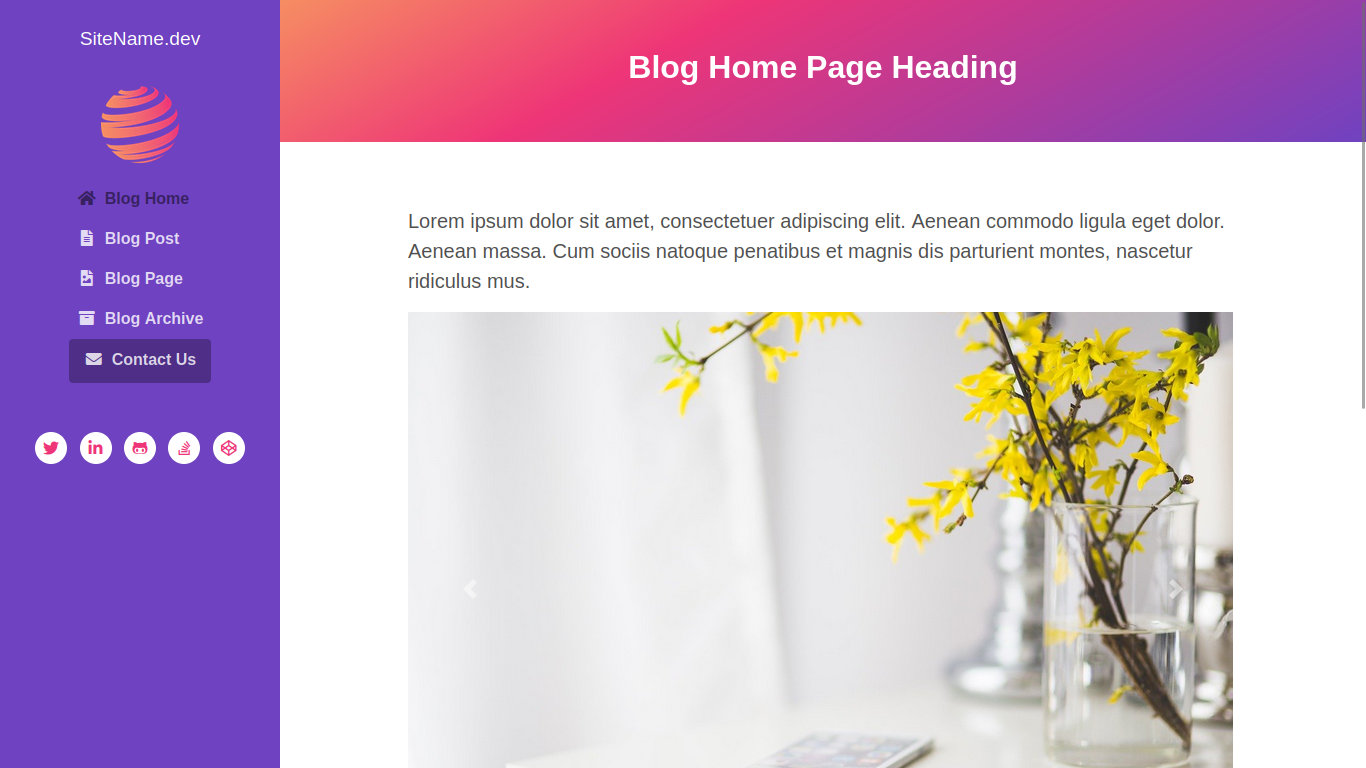 SiteName.dev
Blog Home
Blog Post
Blog Page
Blog Archive
Contact Us
Blog Home Page Heading
Lorem ipsum dolor sit amet, consectetuer adipiscing elit. Aenean commodo ligula eget dolor.
Aenean massa. Cum sociis natoque penatibus et magnis dis parturient montes, nascetur
ridiculus mus.